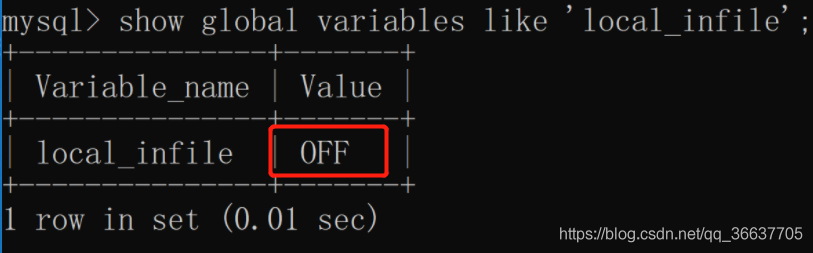 mysql> show global variables like 'local_infile';
+---------------+-------+
| Variable_name | Value |
+---------------+-------+
| local_infile  | OFF   |
+---------------+-------+
1 row in set (0.01 sec)
https://blog.csdn.net/qq_36637705